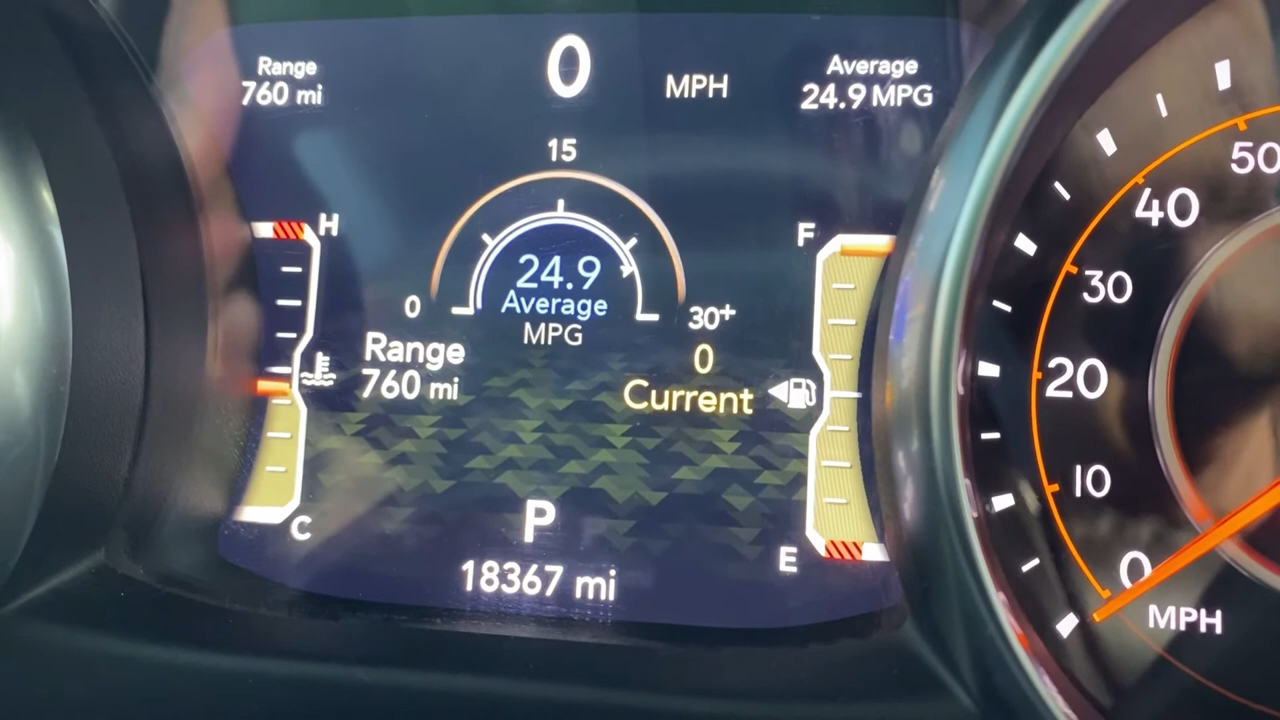 Range
760 mi
0
MPH
Average
24.9 MPG
15
H
F
24.9
Average
MPG
0
30+
Range
760 mi
0
Current
C
P
E
18367 mi
50
40
30
20
10
0
MPH